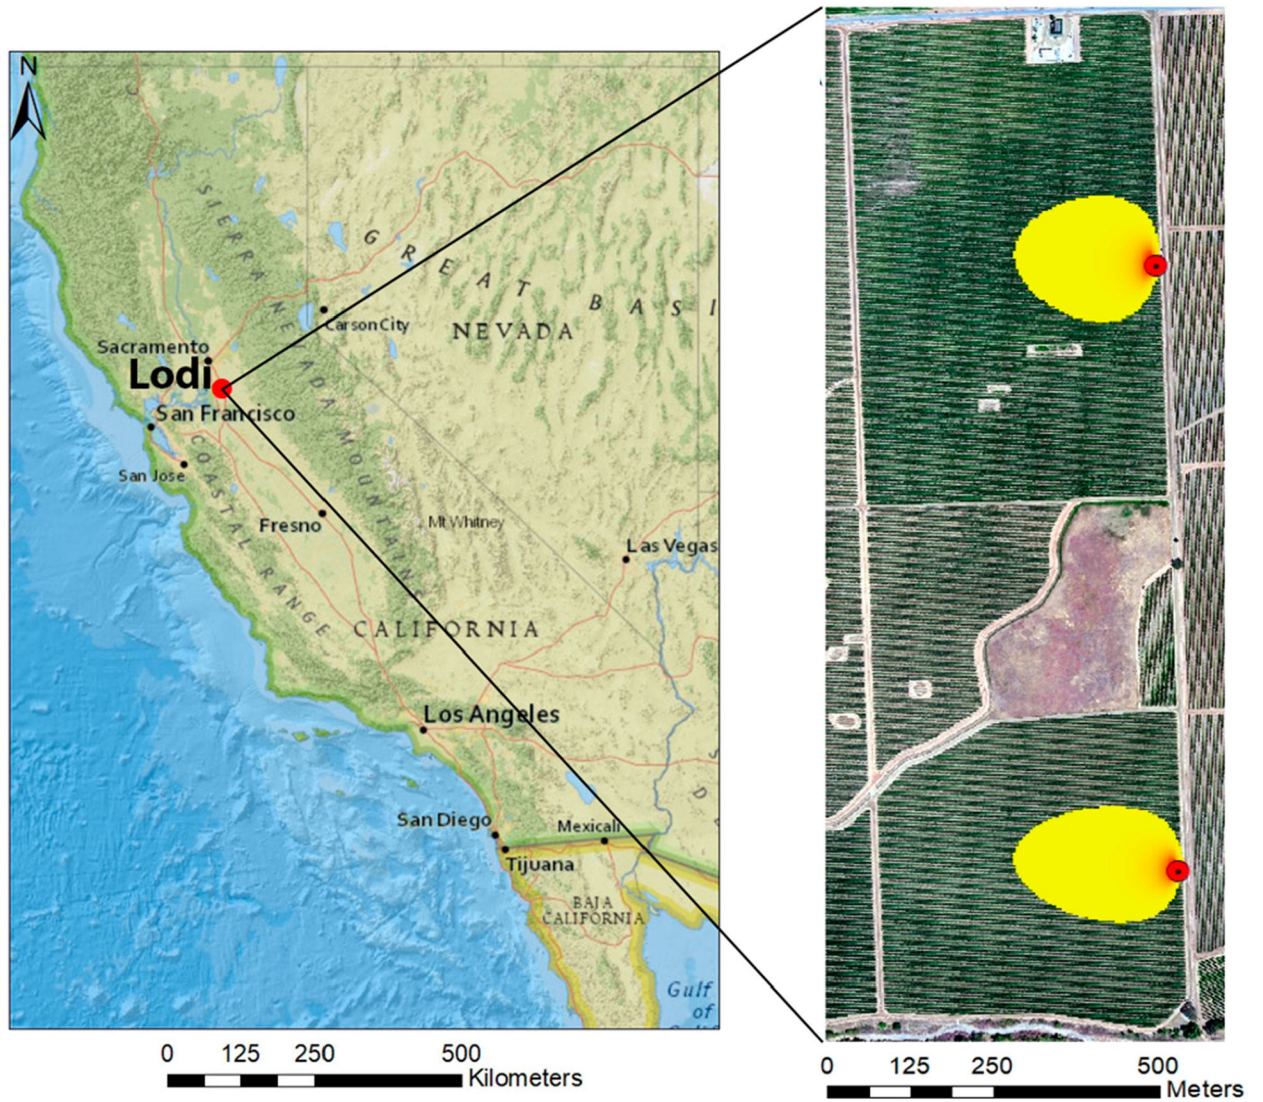 N
SIERRA NEVADA MOUNTAINS
GREAT BASI
Carson City
NEVADA
Sacramento
Lodi
San Francisco
COASTAL RANGE
San Jose
Fresno
Mt Whitney
Las Vegas
CALIFORNIA
Los Angeles
S
D
San Diego
Mexicali
Tijuana
BAJA
CALIFORNIA
Gulf
of
0 125 250 500
Kilometers
0 125 250 500
Meters